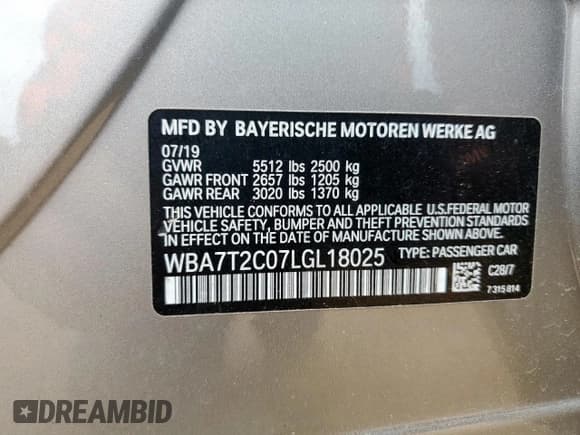 MFD BY BAYERISCHE MOTOREN WERKE AG
07/19
GVWR 5512 lbs 2500 kg
GAWR FRONT 2657 lbs 1205 kg
GAWR REAR 3020 lbs 1370 kg
THIS VEHICLE CONFORMS TO ALL APPLICABLE U.S.FEDERAL MOTOR
VEHICLE SAFETY, BUMPER AND THEFT PREVENTION STANDARDS
IN EFFECT ON THE DATE OF MANUFACTURE SHOWN ABOVE.
WBA7T2C07LGL18025 TYPE: PASSENGER CAR
C28/7
7315814
DREAMBID